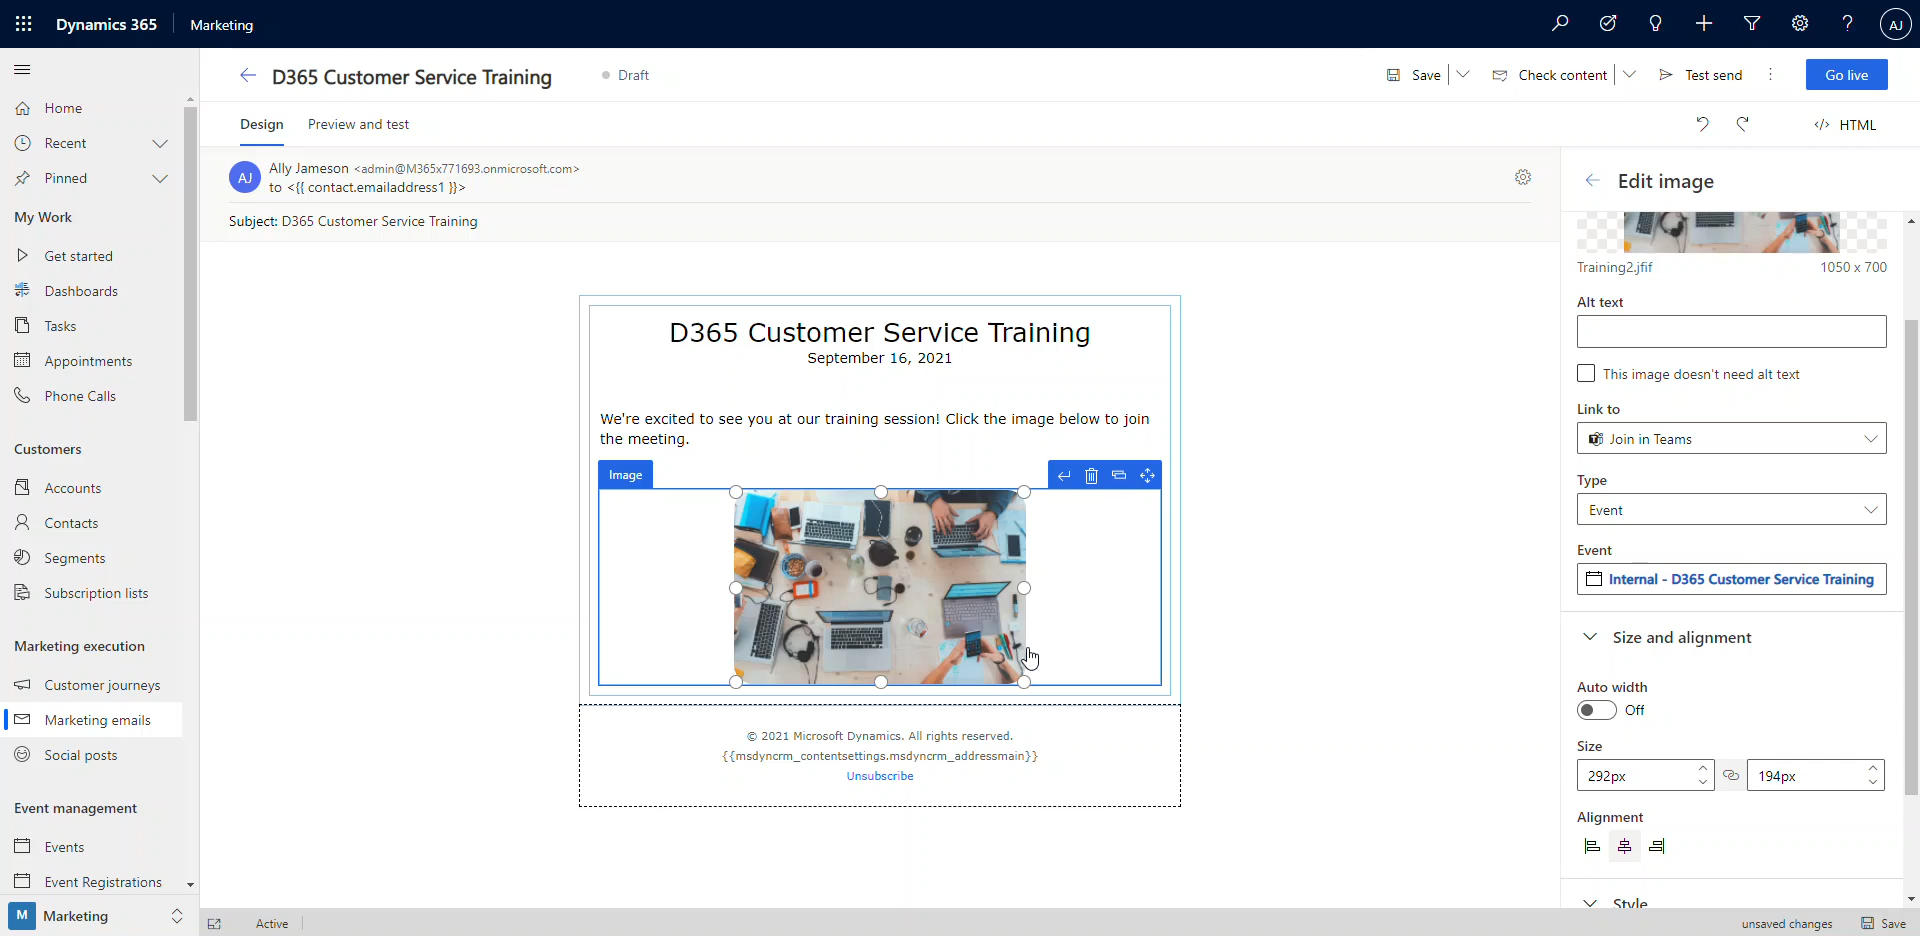 Dynamics 365
Marketing
AJ
D365 Customer Service Training
Draft
Save
Check content
Test send
Go live
Home
Recent
Pinned
My Work
Get started
Dashboards
Tasks
Appointments
Phone Calls
Customers
Accounts
Contacts
Segments
Subscription lists
Marketing execution
Customer journeys
Marketing emails
Social posts
Event management
Events
Event Registrations
M Marketing
Design
Preview and test
</> HTML
AJ
Ally Jameson <admin@M365x771693.onmicrosoft.com>
to <{{ contact.emailaddress1 }}>
Subject: D365 Customer Service Training
D365 Customer Service Training
September 16, 2021
We're excited to see you at our training session! Click the image below to join
the meeting.
Image
© 2021 Microsoft Dynamics. All rights reserved.
{{msdyncrm_contentsettings.msdyncrm_addressmain}}
Unsubscribe
Edit image
Training2.jfif
1050 x 700
Alt text
This image doesn't need alt text
Link to
Join in Teams
Type
Event
Event
Internal - D365 Customer Service Training
Size and alignment
Auto width
Off
Size
292px
194px
Alignment
Style
Active
unsaved changes
Save